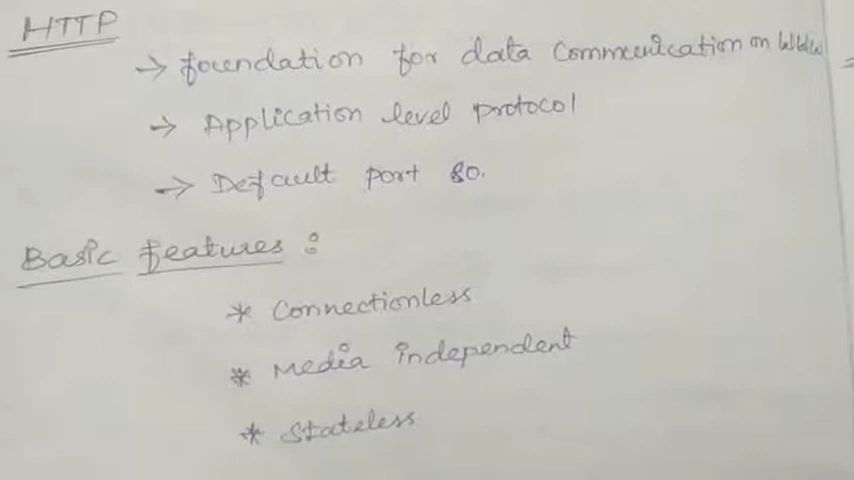 HTTP
→ foundation for data communication on WWW
→ Application level protocol
→ Default port 80.
Basic features :
* Connectionless
* Media independent
* Stateless